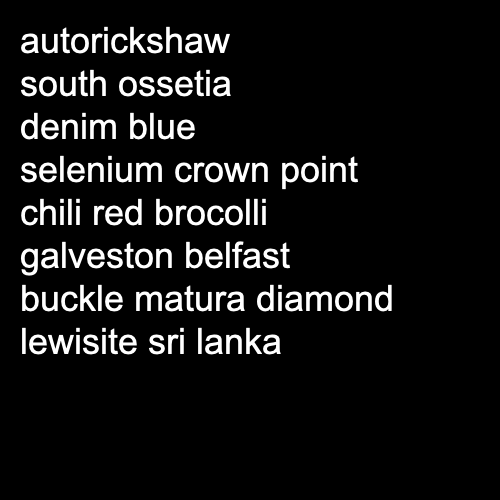 autorickshaw
south ossetia
denim blue
selenium crown point
chili red brocolli
galveston belfast
buckle matura diamond
lewisite sri lanka